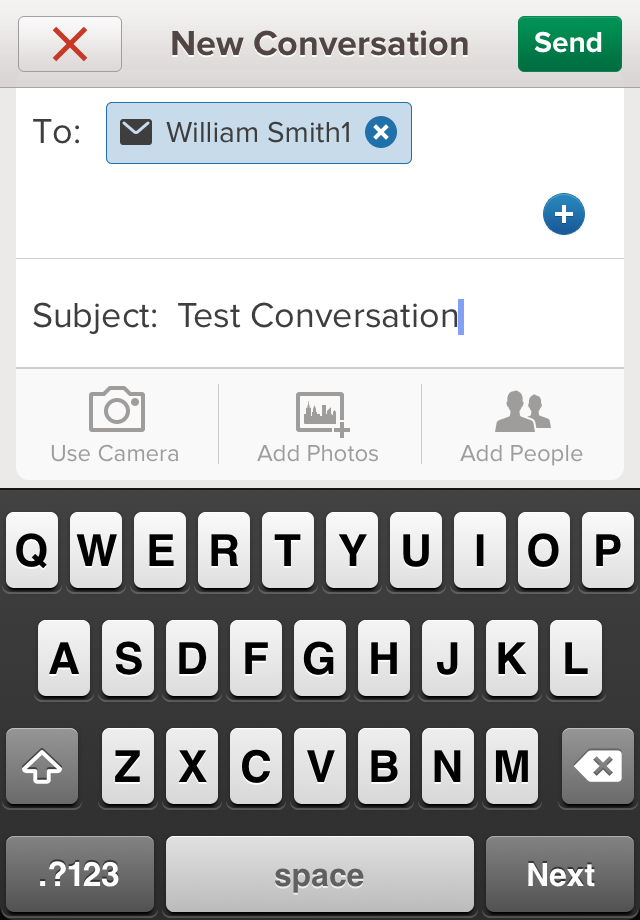 New Conversation Send
To: William Smith1
Subject: Test Conversation
Use Camera Add Photos Add People
Q W E R T Y U I O P
A S D F G H J K L
Z X C V B N M
.?123 space Next